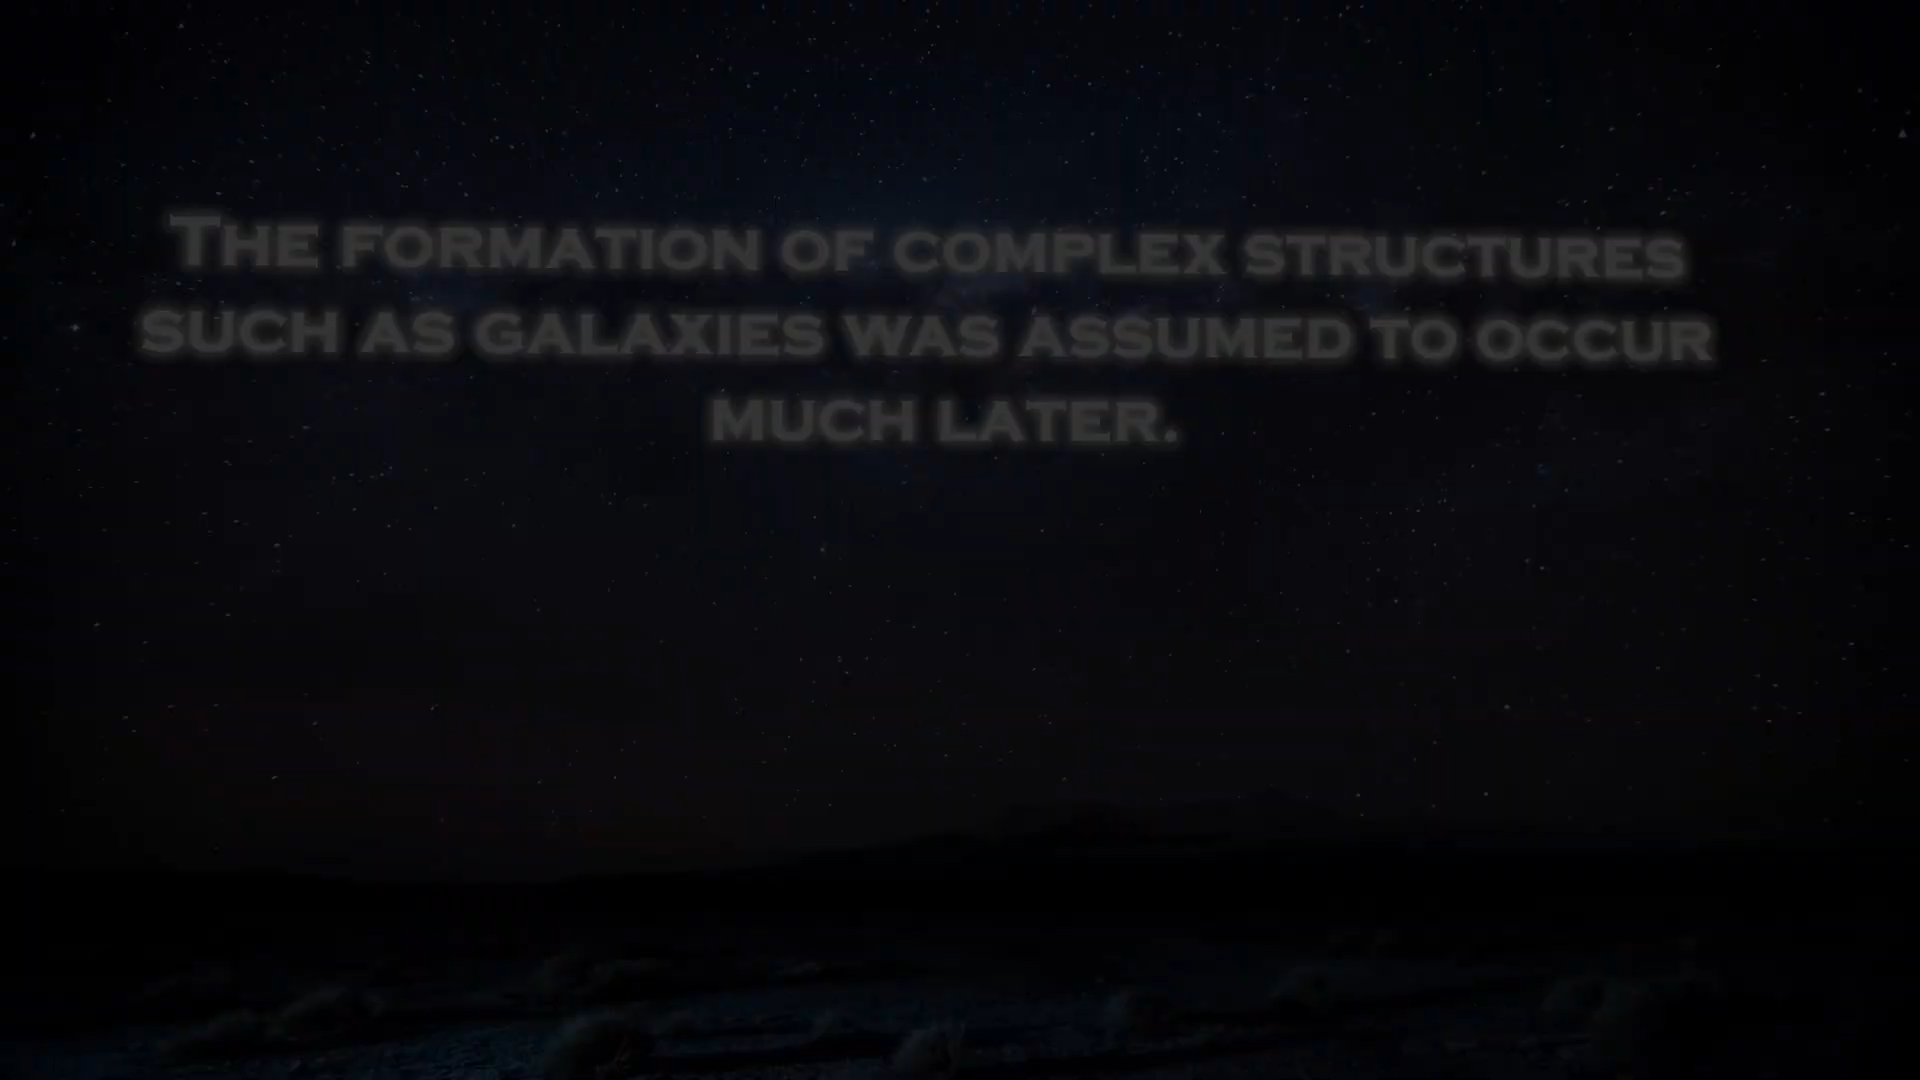 The formation of complex structures
such as galaxies was assumed to occur
much later.